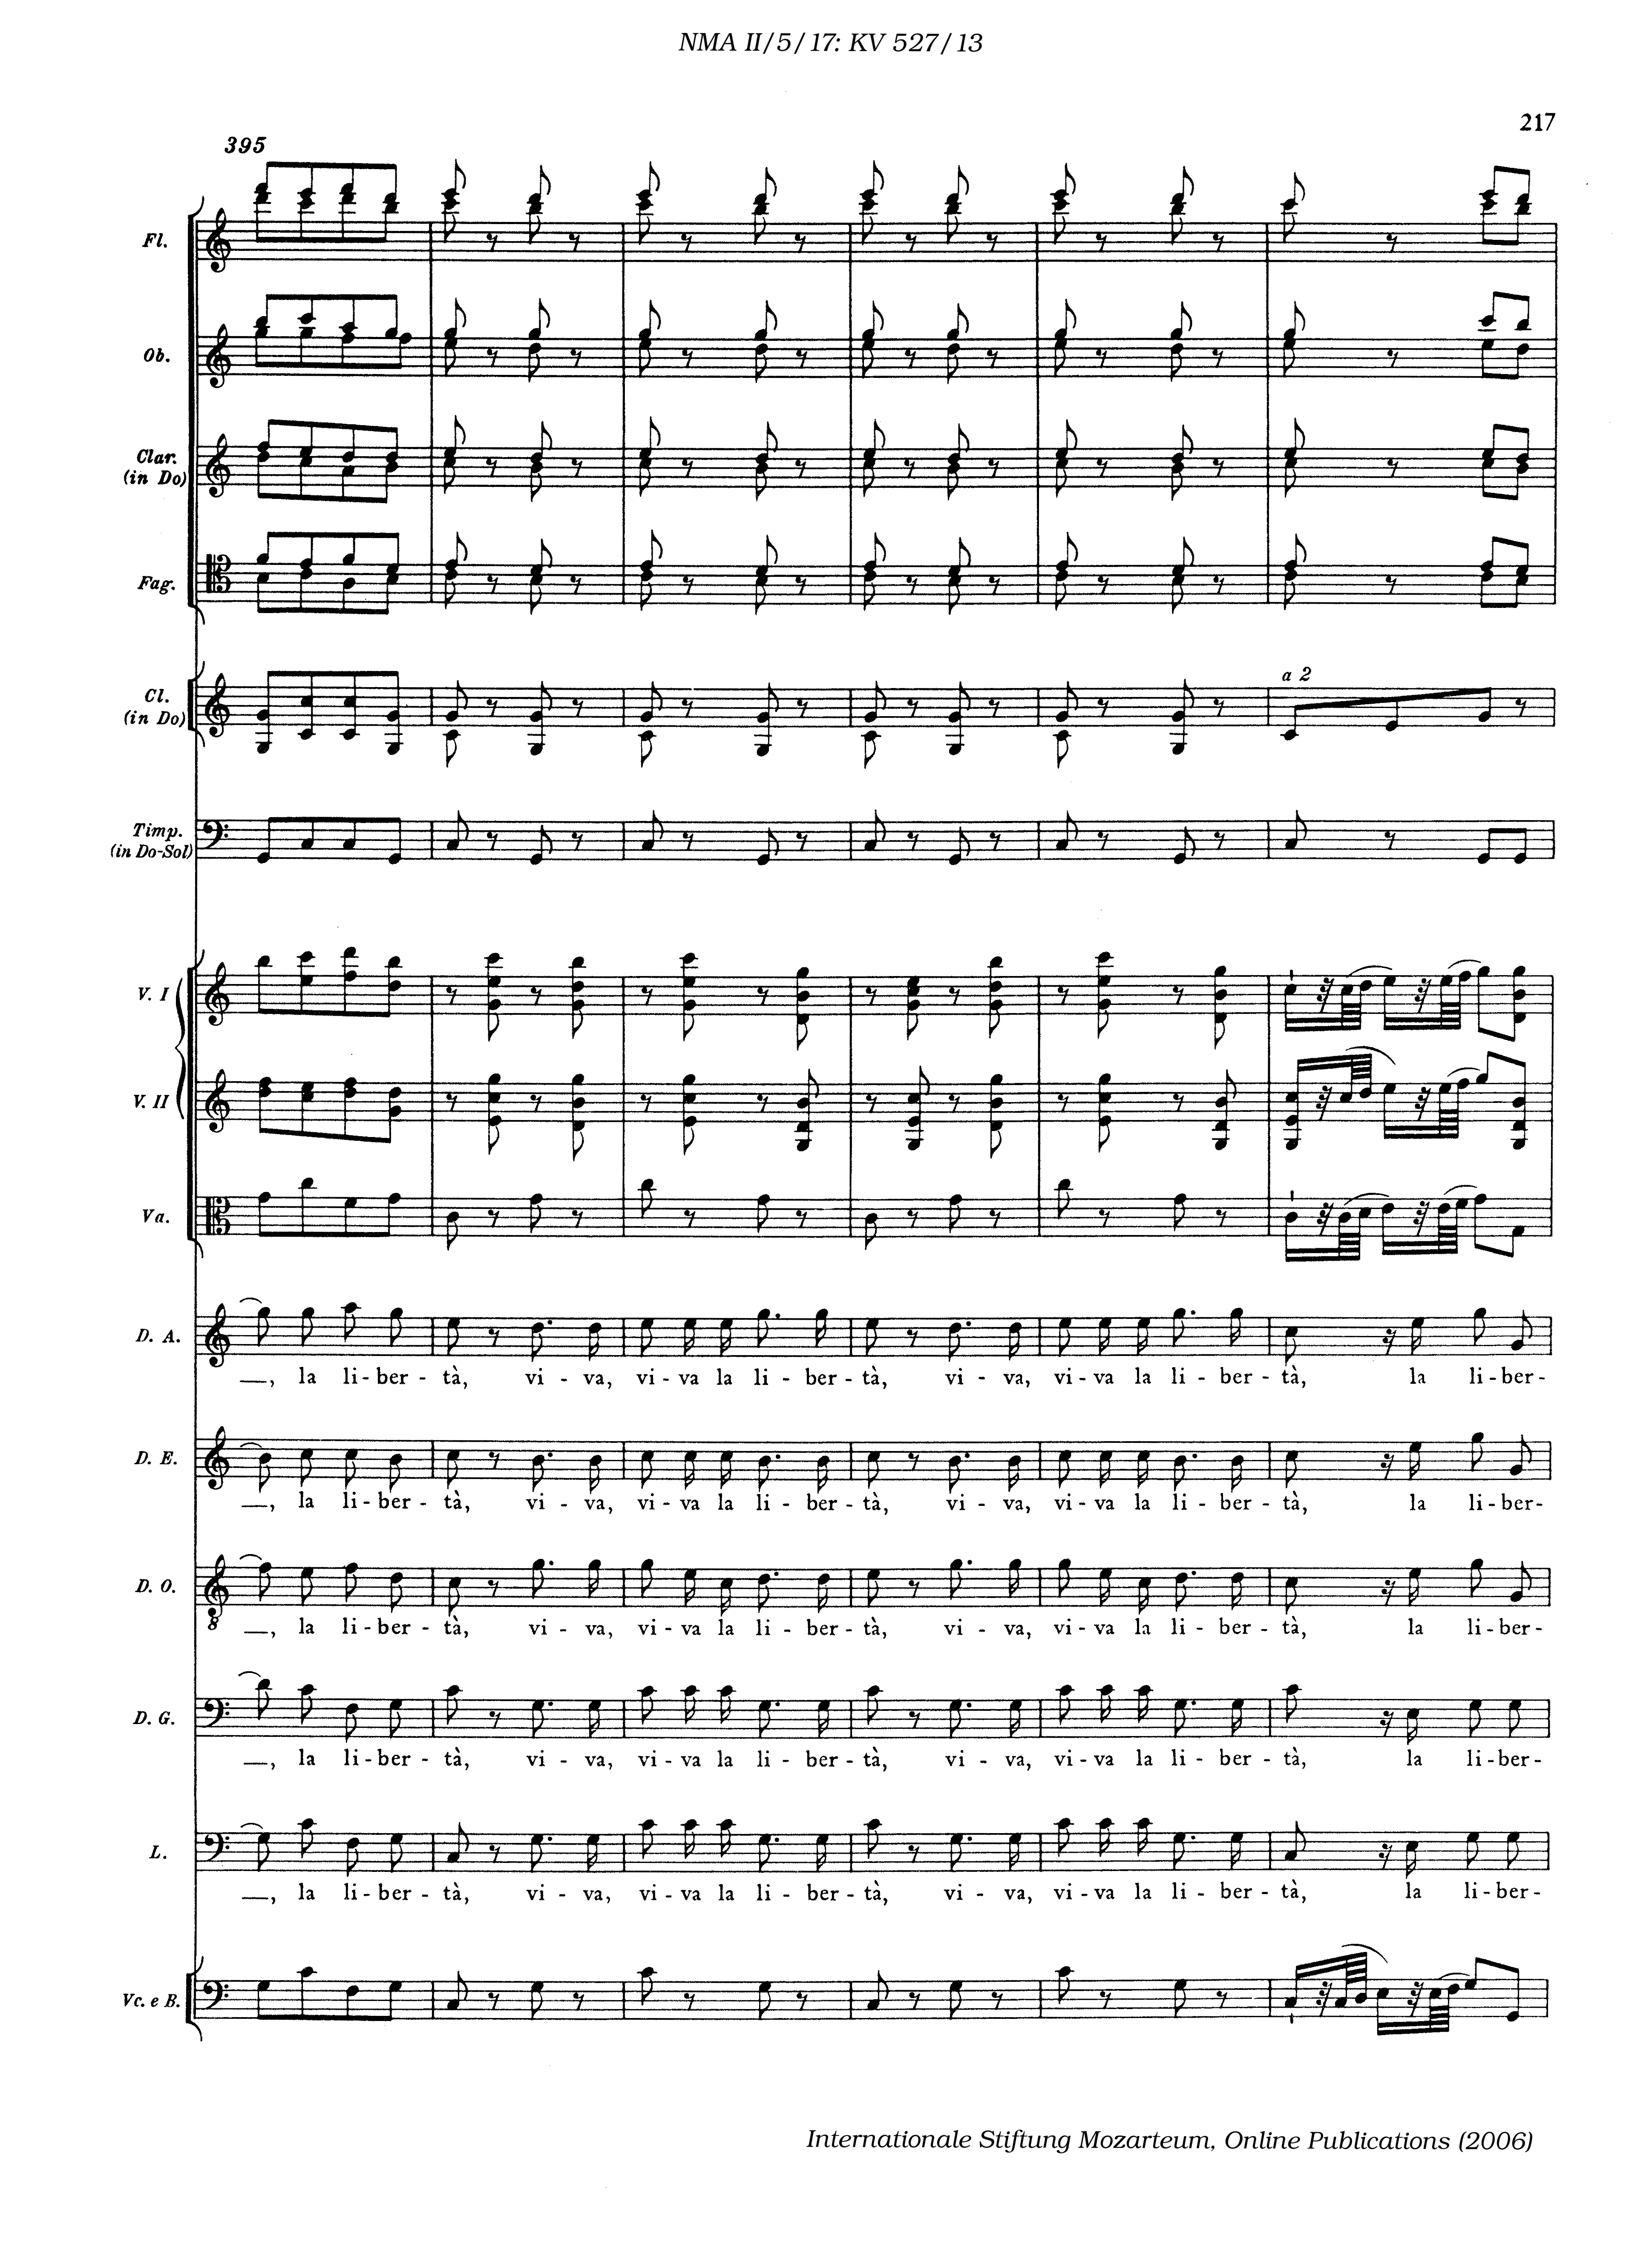 NMA II/5/17: KV 527/13
217
395
Fl.
Ob.
Clar.
(in Do)
Fag.
Cl.
(in Do)
a 2
Timp.
(in Do-Sol)
V. I
V. II
Va.
D. A.
—, la li - ber - tà, vi - va, vi - va la li - ber - tà, vi - va, vi - va la li - ber - tà, la li - ber -
D. E.
—, la li - ber - tà, vi - va, vi - va la li - ber - tà, vi - va, vi - va la li - ber - tà, la li - ber -
D. O.
—, la li - ber - tà, vi - va, vi - va la li - ber - tà, vi - va, vi - va la li - ber - tà, la li - ber -
8
D. G.
—, la li - ber - tà, vi - va, vi - va la li - ber - tà, vi - va, vi - va la li - ber - tà, la li - ber -
L.
—, la li - ber - tà, vi - va, vi - va la li - ber - tà, vi - va, vi - va la li - ber - tà, la li - ber -
Vc. e B.
Internationale Stiftung Mozarteum, Online Publications (2006)